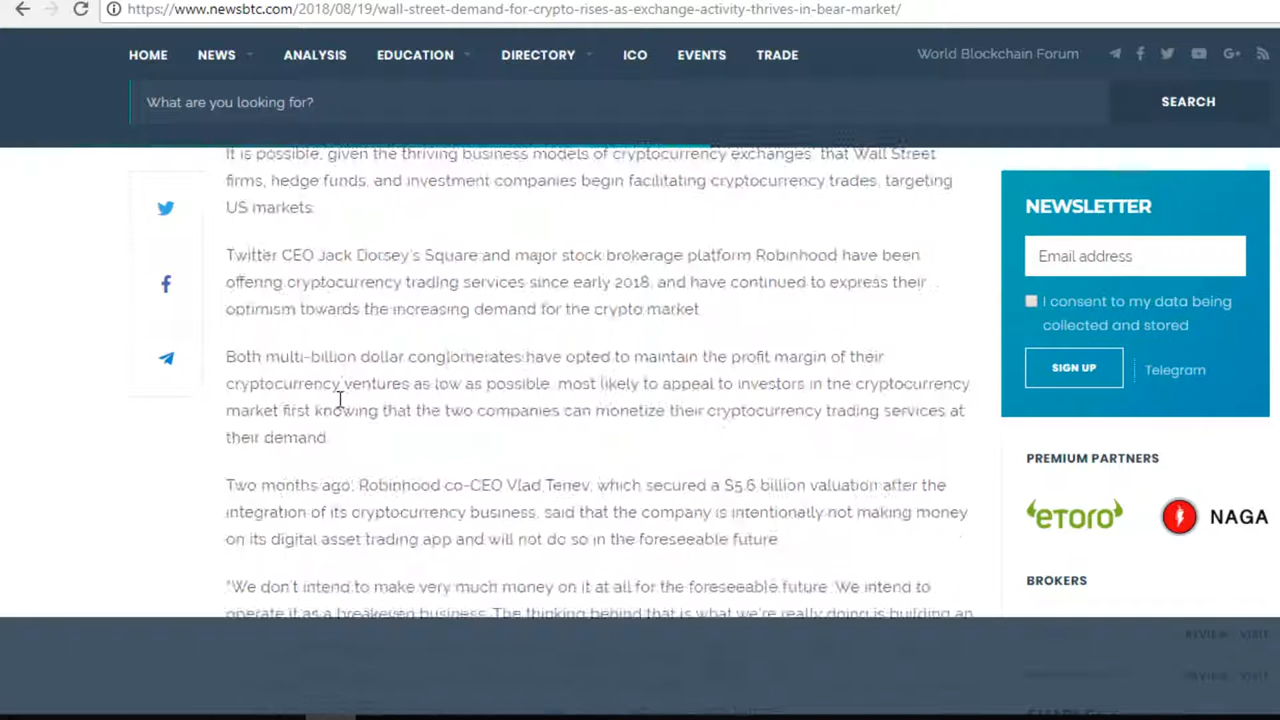 https://www.newsbtc.com/2018/08/19/wall-street-demand-for-crypto-rises-as-exchange-activity-thrives-in-bear-market/
HOME NEWS ANALYSIS EDUCATION DIRECTORY ICO EVENTS TRADE World Blockchain Forum
What are you looking for? SEARCH
It is possible, given the thriving business models of cryptocurrency exchanges' that Wall Street
firms, hedge funds, and investment companies begin facilitating cryptocurrency trades, targeting
US markets.
Twitter CEO Jack Dorsey's Square and major stock brokerage platform Robinhood have been
offering cryptocurrency trading services since early 2018, and have continued to express their
optimism towards the increasing demand for the crypto market.
Both multi-billion dollar conglomerates have opted to maintain the profit margin of their
cryptocurrency ventures as low as possible, most likely to appeal to investors in the cryptocurrency
market first knowing that the two companies can monetize their cryptocurrency trading services at
their demand.
Two months ago, Robinhood co-CEO Vlad Tenev, which secured a $5.6 billion valuation after the
integration of its cryptocurrency business, said that the company is intentionally not making money
on its digital asset trading app and will not do so in the foreseeable future.
"We don't intend to make very much money on it at all for the foreseeable future. We intend to
operate it as a breakeven business. The thinking behind that is what we're really doing is building an
NEWSLETTER
Email address
I consent to my data being
collected and stored
SIGN UP Telegram
PREMIUM PARTNERS
eToro NAGA
BROKERS
REVIEW VISIT
REVIEW VISIT